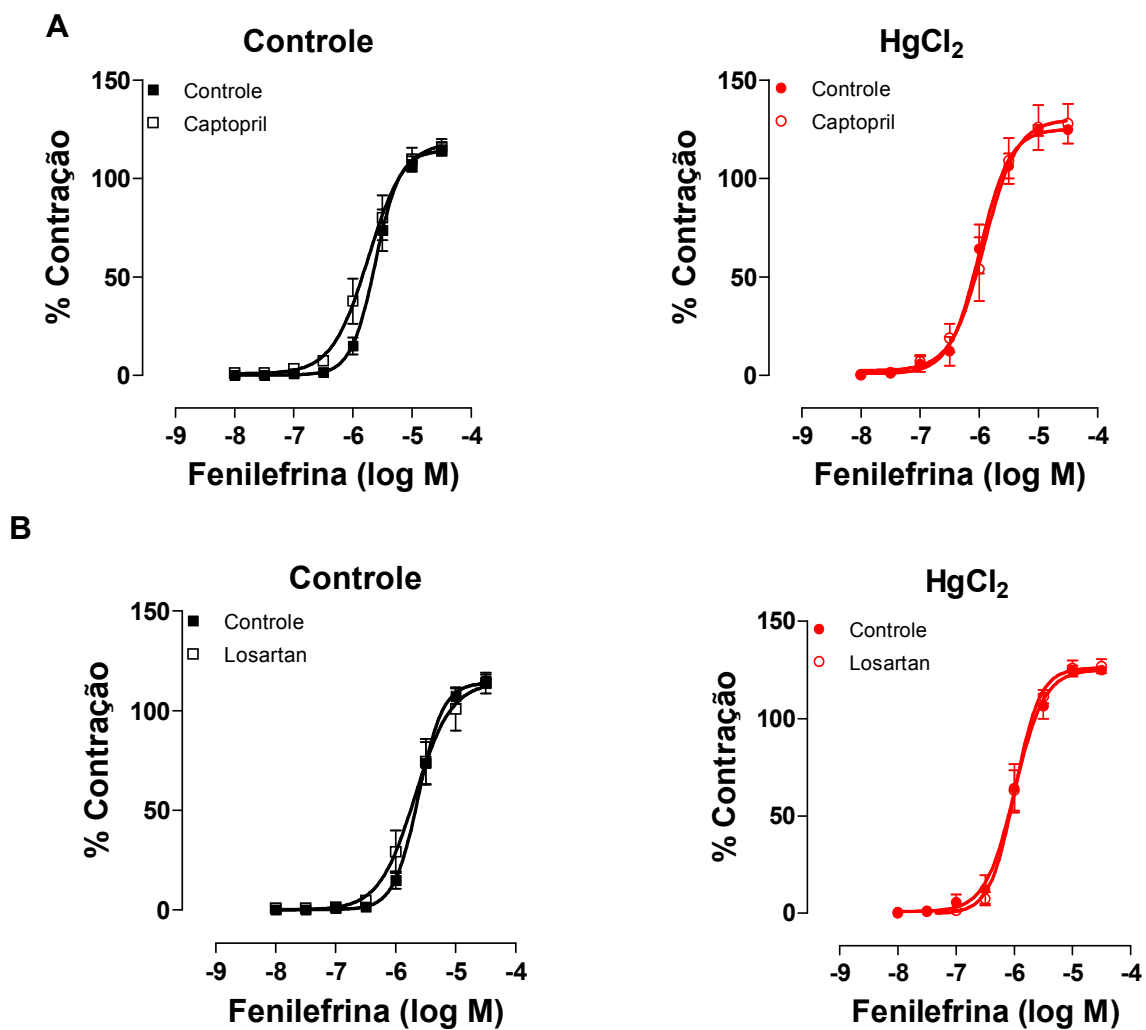 A
Controle
Controle
Captopril
% Contração
150
100
50
0
-9 -8 -7 -6 -5 -4
Fenilefrina (log M)
HgCl₂
Controle
Captopril
% Contração
150
100
50
0
-9 -8 -7 -6 -5 -4
Fenilefrina (log M)
B
Controle
Controle
Losartan
% Contração
150
100
50
0
-9 -8 -7 -6 -5 -4
Fenilefrina (log M)
HgCl₂
Controle
Losartan
% Contração
150
100
50
0
-9 -8 -7 -6 -5 -4
Fenilefrina (log M)